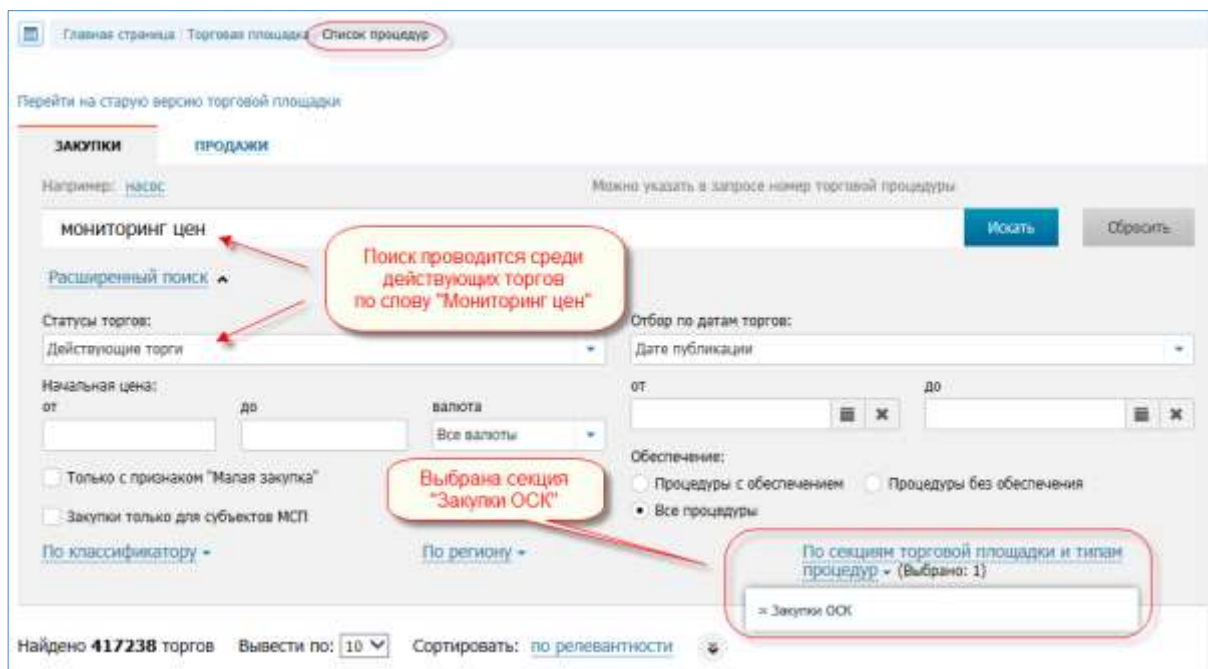 Главная страница Торговая площадка Список процедур
Перейти на старую версию торговой площадки
ЗАКУПКИ ПРОДАЖИ
Например: насос Можно указать в запросе номер торговой процедуры
мониторинг цен Искать Сбросить
Поиск проводится среди
действующих торгов
по слову "Мониторинг цен"
Расширенный поиск
Статусы торгов: Отбор по датам торгов:
Действующие торги Дате публикации
Начальная цена:
от до валюта от до
Все валюты
Обеспечение:
Только с признаком "Малая закупка" Процедуры с обеспечением Процедуры без обеспечения
Выбрана секция
"Закупки ОСК"
Закупки только для субъектов МСП Все процедуры
По классификатору По региону По секциям торговой площадки и типам
процедур (Выбрано: 1)
× Закупки ОСК
Найдено 417238 торгов Вывести по: 10 Сортировать: по релевантности